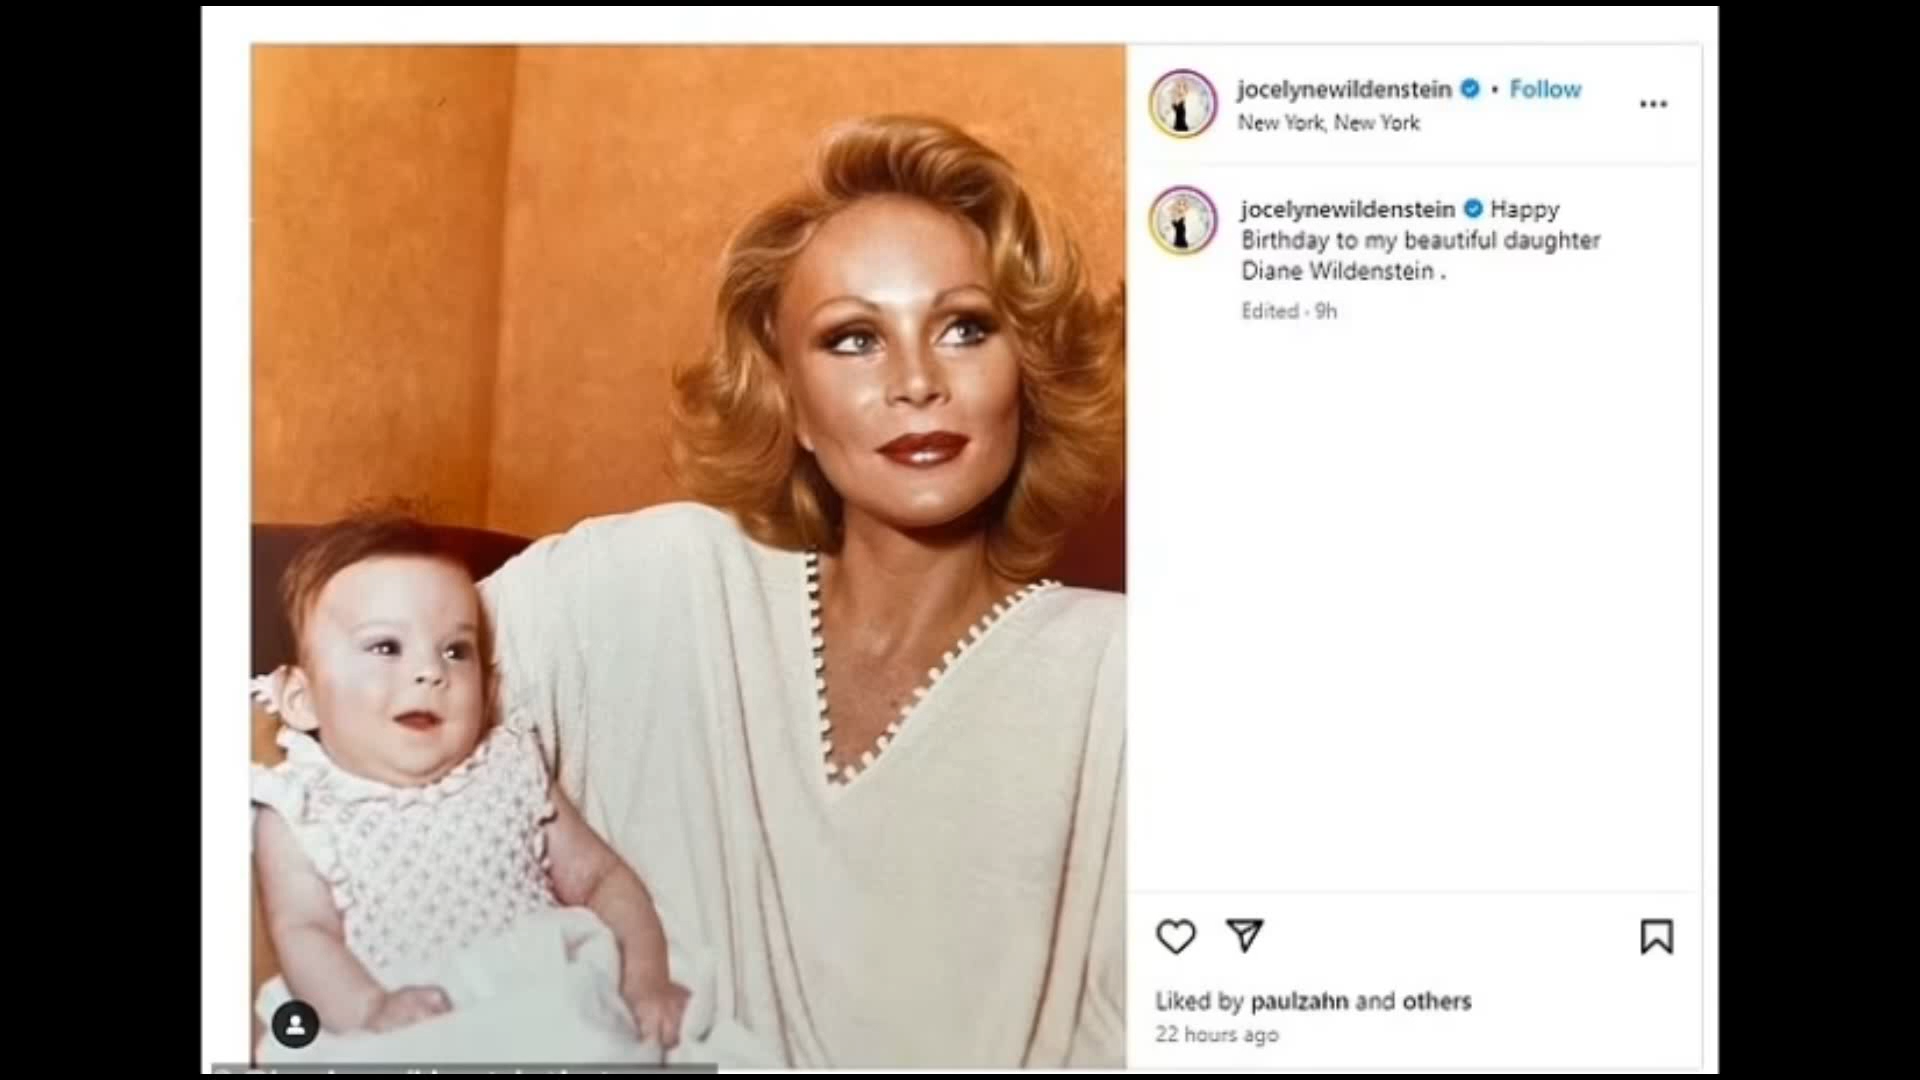 jocelynewildenstein • Follow
New York, New York
jocelynewildenstein Happy
Birthday to my beautiful daughter
Diane Wildenstein .
Edited · 9h
Liked by paulzahn and others
22 hours ago